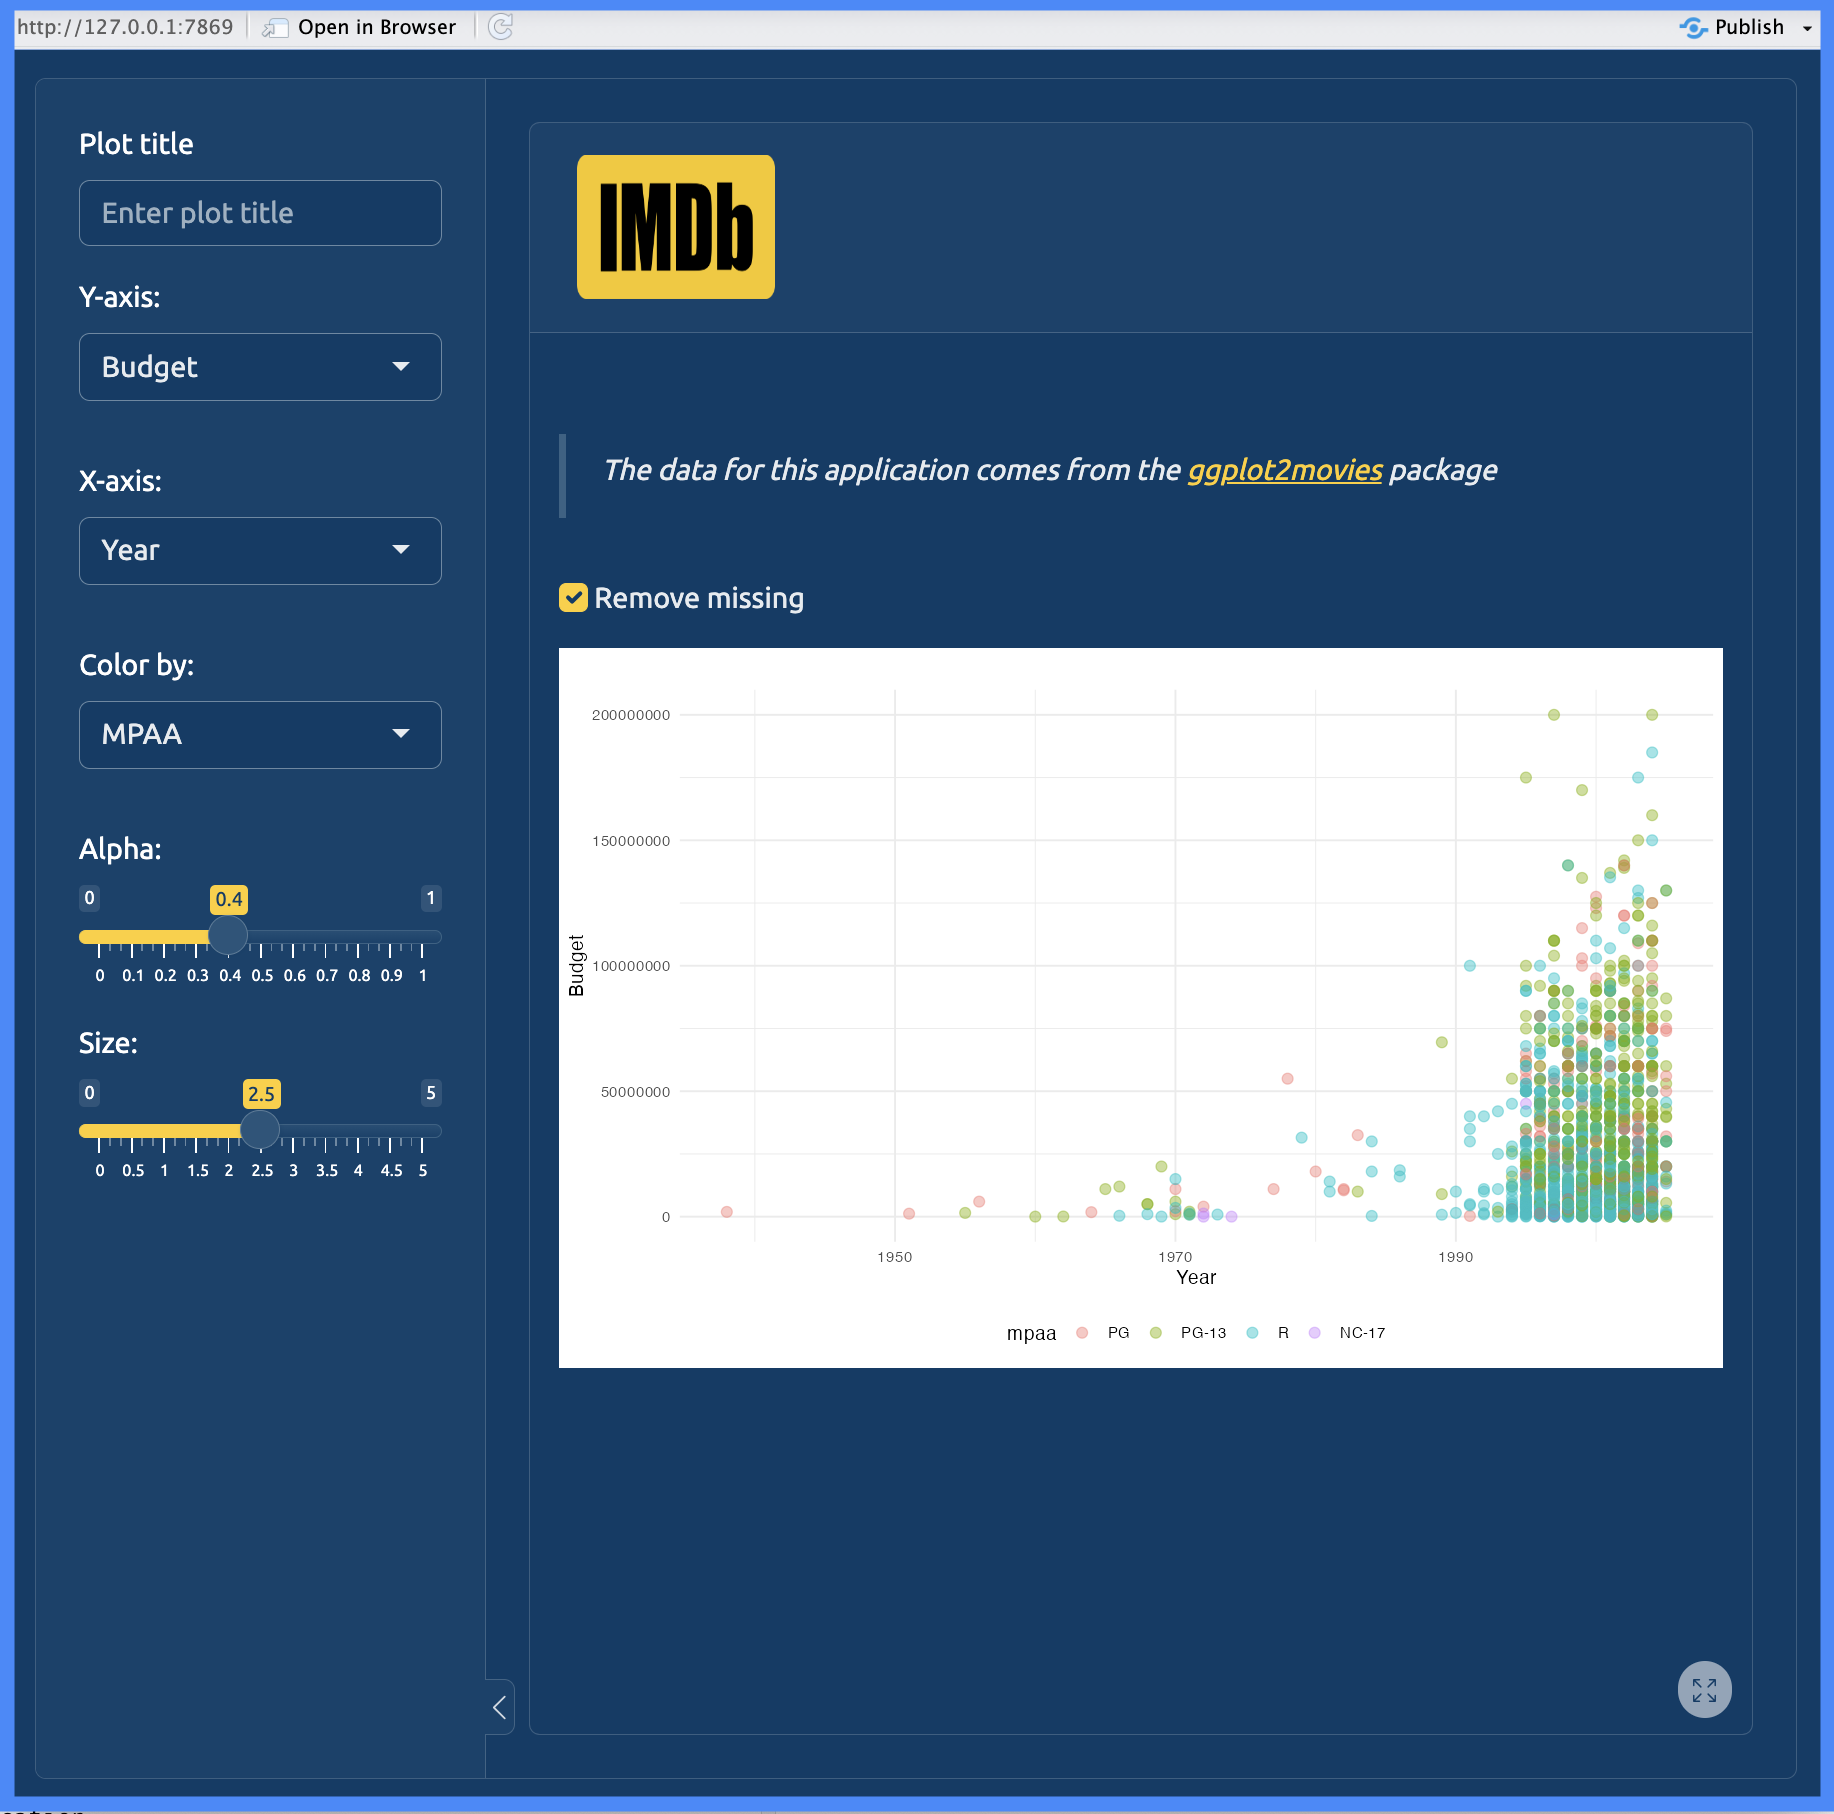 http://127.0.0.1:7869 Open in Browser Publish
Plot title
Enter plot title
Y-axis:
Budget
X-axis:
Year
Color by:
MPAA
Alpha:
0 0.4 1
0 0.1 0.2 0.3 0.4 0.5 0.6 0.7 0.8 0.9 1
Size:
0 2.5 5
0 0.5 1 1.5 2 2.5 3 3.5 4 4.5 5
IMDb
The data for this application comes from the ggplot2movies package
Remove missing
200000000
150000000
100000000
50000000
0
Budget
1950 1970 1990
Year
mpaa PG PG-13 R NC-17